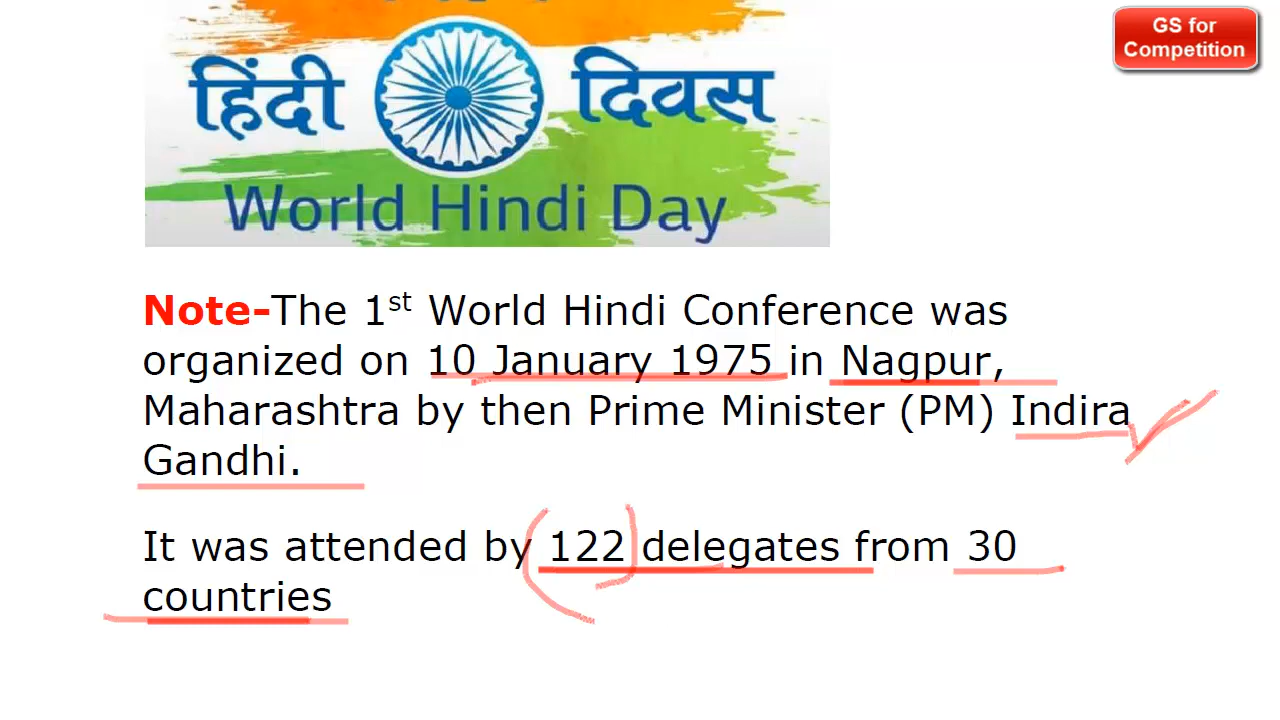 GS for
Competition
हिंदी दिवस
World Hindi Day
Note-The 1st World Hindi Conference was
organized on 10 January 1975 in Nagpur,
Maharashtra by then Prime Minister (PM) Indira
Gandhi.
It was attended by 122 delegates from 30
countries